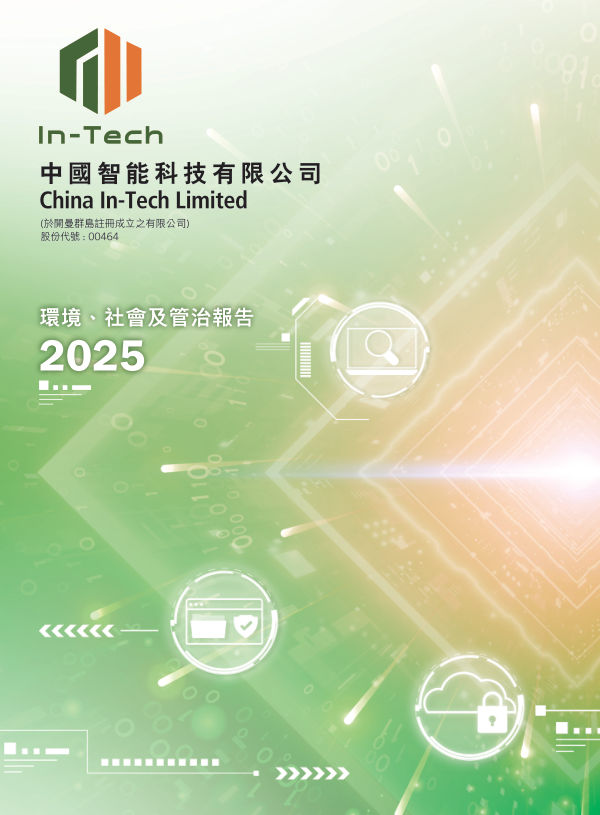 In-Tech
中國智能科技有限公司
China In-Tech Limited
(於開曼群島註冊成立之有限公司)
股份代號 : 00464
環境、社會及管治報告
2025